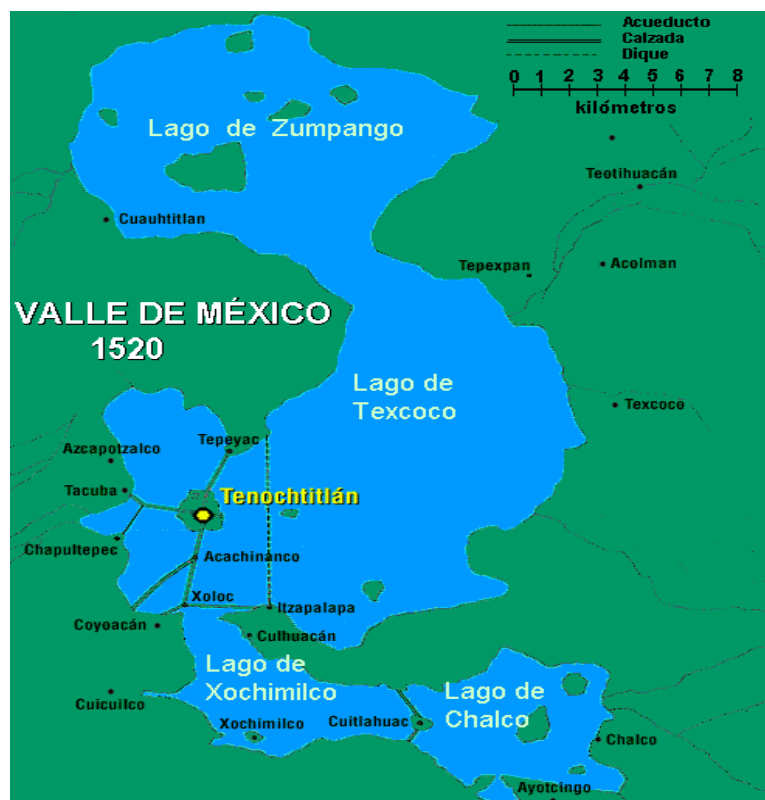 Acueducto
Calzada
Dique
0 1 2 3 4 5 6 7 8
kilómetros
Lago de Zumpango
Teotihuacán
Cuauhtitlan
Tepexpan
Acolman
VALLE DE MÉXICO
1520
Lago de
Texcoco
Texcoco
Tepeyac
Azcapotzalco
Tacuba
Tenochtitlán
Chapultepec
Acachinanco
Xoloc
Itzapalapa
Coyoacán
Culhuacán
Lago de
Xochimilco
Lago de
Chalco
Cuicuilco
Xochimilco
Cuitlahuac
Chalco
Ayotcingo